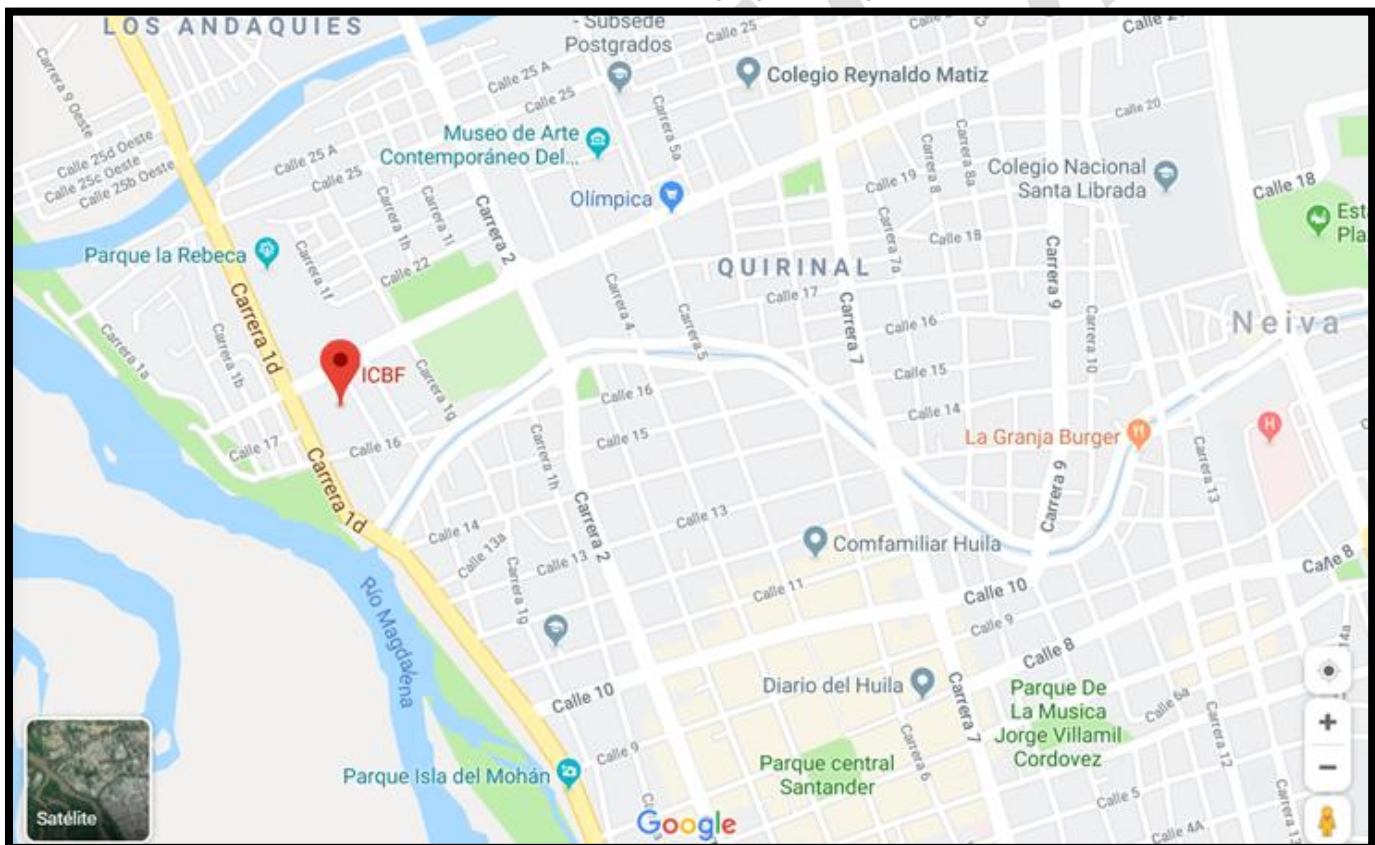 LOS ANDAQUIES
- Subsede
Postgrados
Calle 25
Colegio Reynaldo Matiz
Carrera 9 Oeste
Calle 25 A
Calle 25
Calle 20
Museo de Arte
Contemporáneo Del...
Carrera 5a
Carrera 8
Carrera 8a
Colegio Nacional
Santa Librada
Calle 25d Oeste
Calle 25c Oeste
Calle 25b Oeste
Calle 25 A
Calle 25
Calle 19
Calle 18
Olímpica
Carrera 1h
Carrera 1i
Carrera 2
Est
Pla
Parque la Rebeca
Carrera 1f
Calle 22
Carrera 7a
Calle 18
Carrera 9
QUIRINAL
Calle 17
Carrera 4
Carrera 5
Carrera 7
Calle 16
Carrera 10
Neiva
Carrera 1a
Carrera 1b
Carrera 1d
ICBF
Carrera 1g
Calle 15
Calle 16
Calle 14
La Granja Burger
H
Calle 17
Calle 16
Calle 15
Carrera 1h
Carrera 1d
Carrera 2
Carrera 9
Carrera 13
Calle 14
Calle 13
Calle 13a
Calle 13
Comfamiliar Huila
Calle 8
Carrera 1g
Calle 11
Calle 10
Río Magdalena
Calle 9
Calle 8
14a
Calle 10
Diario del Huila
Carrera 7
Parque De
La Musica
Jorge Villamil
Cordovez
Calle 6a
Carrera 12
Calle 9
Parque Isla del Mohán
Parque central
Santander
Carrera 6
Calle 5
Carrera 13
Calle 4A
Satélite
Google
+
−